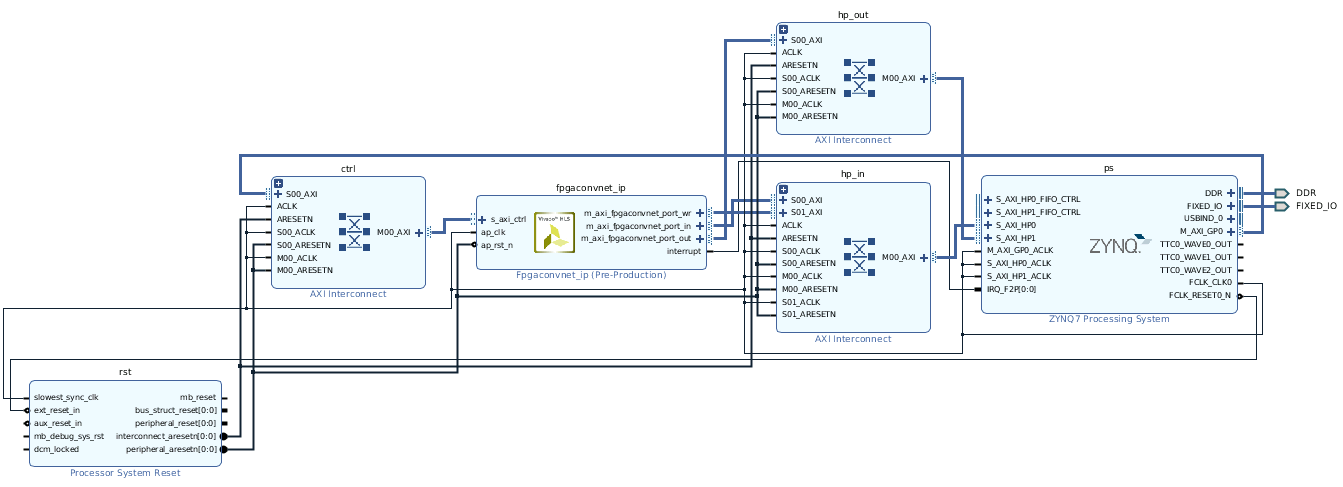 hp_out
S00_AXI
ACLK
ARESETN
S00_ACLK
S00_ARESETN
M00_ACLK
M00_ARESETN
M00_AXI
AXI Interconnect
ctrl
S00_AXI
ACLK
ARESETN
S00_ACLK
S00_ARESETN
M00_ACLK
M00_ARESETN
M00_AXI
AXI Interconnect
fpgaconvnet_ip
s_axi_ctrl
ap_clk
ap_rst_n
Vivado™ HLS
m_axi_fpgaconvnet_port_wr
m_axi_fpgaconvnet_port_in
m_axi_fpgaconvnet_port_out
interrupt
Fpgaconvnet_ip (Pre-Production)
hp_in
S00_AXI
S01_AXI
ACLK
ARESETN
S00_ACLK
S00_ARESETN
M00_ACLK
M00_ARESETN
S01_ACLK
S01_ARESETN
M00_AXI
AXI Interconnect
ps
S_AXI_HP0_FIFO_CTRL
S_AXI_HP1_FIFO_CTRL
S_AXI_HP0
S_AXI_HP1
M_AXI_GP0_ACLK
S_AXI_HP0_ACLK
S_AXI_HP1_ACLK
IRQ_F2P[0:0]
ZYNQ
DDR
FIXED_IO
USBIND_0
M_AXI_GP0
TTC0_WAVE0_OUT
TTC0_WAVE1_OUT
TTC0_WAVE2_OUT
FCLK_CLK0
FCLK_RESET0_N
ZYNQ7 Processing System
DDR
FIXED_IO
rst
slowest_sync_clk
ext_reset_in
aux_reset_in
mb_debug_sys_rst
dcm_locked
mb_reset
bus_struct_reset[0:0]
peripheral_reset[0:0]
interconnect_aresetn[0:0]
peripheral_aresetn[0:0]
Processor System Reset